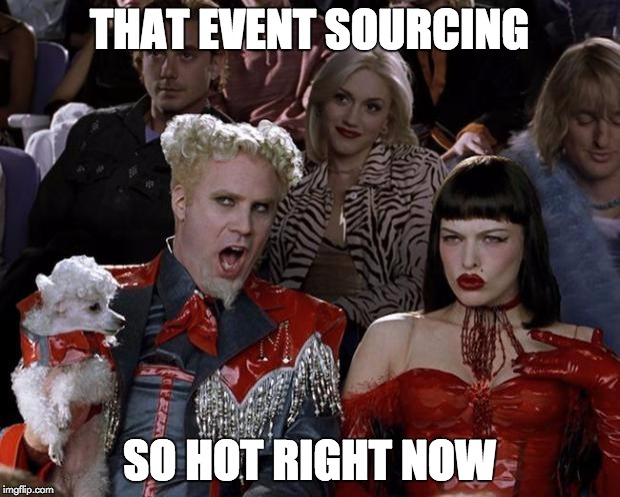 THAT EVENT SOURCING
SO HOT RIGHT NOW
imgflip.com